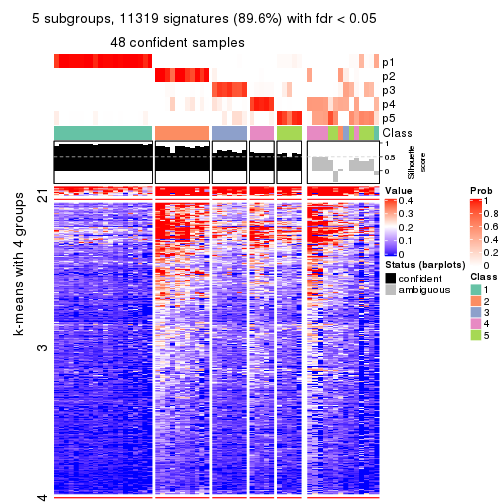 5 subgroups, 11319 signatures (89.6%) with fdr < 0.05
48 confident samples
p1
p2
p3
p4
p5
Class
1
0.5
0
Silhouette
score
k-means with 4 groups
21
3
4
Value
0.4
0.3
0.2
0.1
0
Status (barplots)
confident
ambiguous
Prob
1
0.8
0.6
0.4
0.2
0
Class
1
2
3
4
5